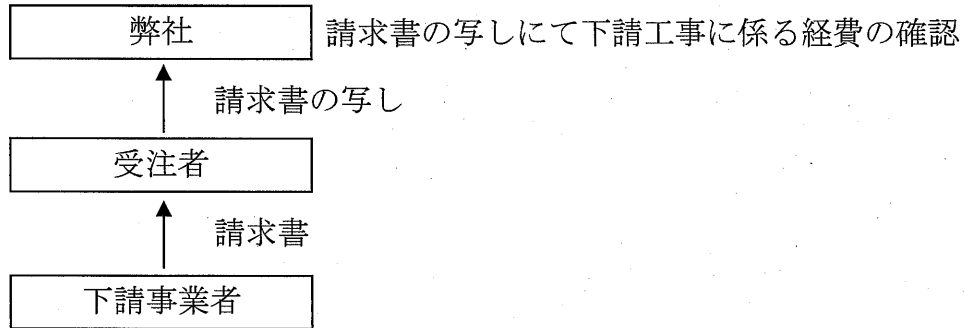 弊社
請求書の写しにて下請工事に係る経費の確認
請求書の写し
受注者
請求書
下請事業者